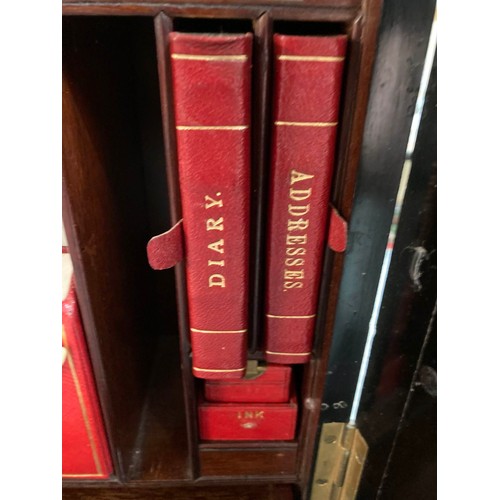 DIARY.
ADDRESSES.
INK